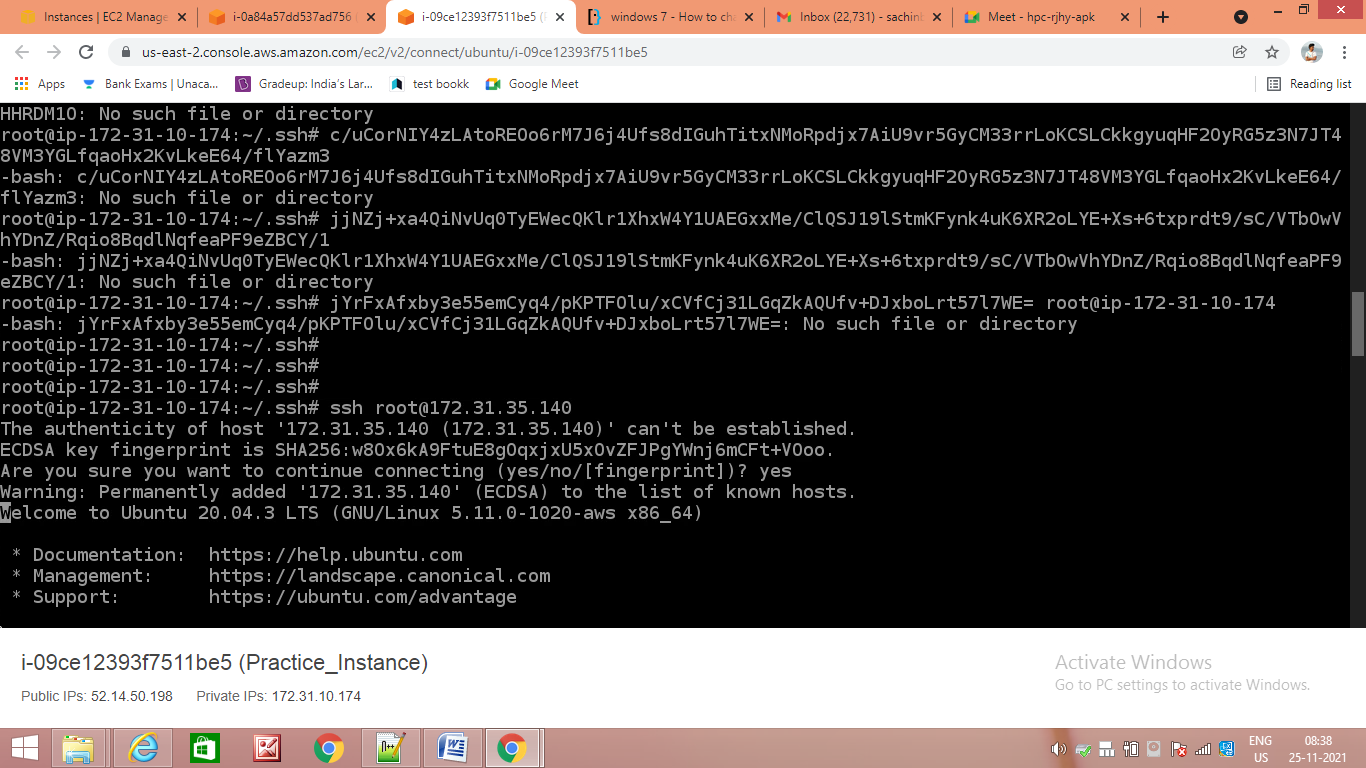 Instances | EC2 Manage
i-0a84a57dd537ad756 (
i-09ce12393f7511be5 (
windows 7 - How to cha
Inbox (22,731) - sachinb
Meet - hpc-rjhy-apk
us-east-2.console.aws.amazon.com/ec2/v2/connect/ubuntu/i-09ce12393f7511be5
Apps
Bank Exams | Unaca...
Gradeup: India's Lar...
test bookk
Google Meet
Reading list
HHRDM1O: No such file or directory
root@ip-172-31-10-174:~/.ssh# c/uCorNIY4zLAtoREOo6rM7J6j4Ufs8dIGuhTitxNMoRpdjx7AiU9vr5GyCM33rrLoKCSLCkkgyuqHF2OyRG5z3N7JT4
8VM3YGLfqaoHx2KvLkeE64/flYazm3
-bash: c/uCorNIY4zLAtoREOo6rM7J6j4Ufs8dIGuhTitxNMoRpdjx7AiU9vr5GyCM33rrLoKCSLCkkgyuqHF2OyRG5z3N7JT48VM3YGLfqaoHx2KvLkeE64/
flYazm3: No such file or directory
root@ip-172-31-10-174:~/.ssh# jjNZj+xa4QiNvUq0TyEWecQKlr1XhxW4Y1UAEGxxMe/ClQSJ19lStmKFynk4uK6XR2oLYE+Xs+6txprdt9/sC/VTbOwV
hYDnZ/Rqio8BqdlNqfeaPF9eZBCY/1
-bash: jjNZj+xa4QiNvUq0TyEWecQKlr1XhxW4Y1UAEGxxMe/ClQSJ19lStmKFynk4uK6XR2oLYE+Xs+6txprdt9/sC/VTbOwVhYDnZ/Rqio8BqdlNqfeaPF9
eZBCY/1: No such file or directory
root@ip-172-31-10-174:~/.ssh# jYrFxAfxby3e55emCyq4/pKPTFOlu/xCVfCj31LGqZkAQUfv+DJxboLrt57l7WE= root@ip-172-31-10-174
-bash: jYrFxAfxby3e55emCyq4/pKPTFOlu/xCVfCj31LGqZkAQUfv+DJxboLrt57l7WE=: No such file or directory
root@ip-172-31-10-174:~/.ssh#
root@ip-172-31-10-174:~/.ssh#
root@ip-172-31-10-174:~/.ssh#
root@ip-172-31-10-174:~/.ssh# ssh root@172.31.35.140
The authenticity of host '172.31.35.140 (172.31.35.140)' can't be established.
ECDSA key fingerprint is SHA256:w8Ox6kA9FtuE8gOqxjxU5xOvZFJPgYWnj6mCFt+VOoo.
Are you sure you want to continue connecting (yes/no/[fingerprint])? yes
Warning: Permanently added '172.31.35.140' (ECDSA) to the list of known hosts.
Welcome to Ubuntu 20.04.3 LTS (GNU/Linux 5.11.0-1020-aws x86_64)
* Documentation: https://help.ubuntu.com
* Management: https://landscape.canonical.com
* Support: https://ubuntu.com/advantage
i-09ce12393f7511be5 (Practice_Instance)
Public IPs: 52.14.50.198 Private IPs: 172.31.10.174
Activate Windows
Go to PC settings to activate Windows.
ENG
US
08:38
25-11-2021